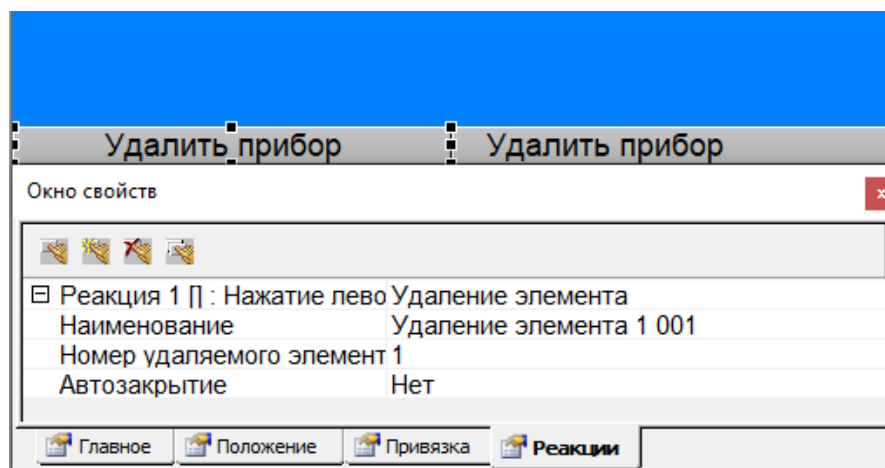 Удалить прибор Удалить прибор
Окно свойств
x
Реакция 1 [] : Нажатие лево Удаление элемента
Наименование Удаление элемента 1 001
Номер удаляемого элемент 1
Автозакрытие Нет
Главное Положение Привязка Реакции